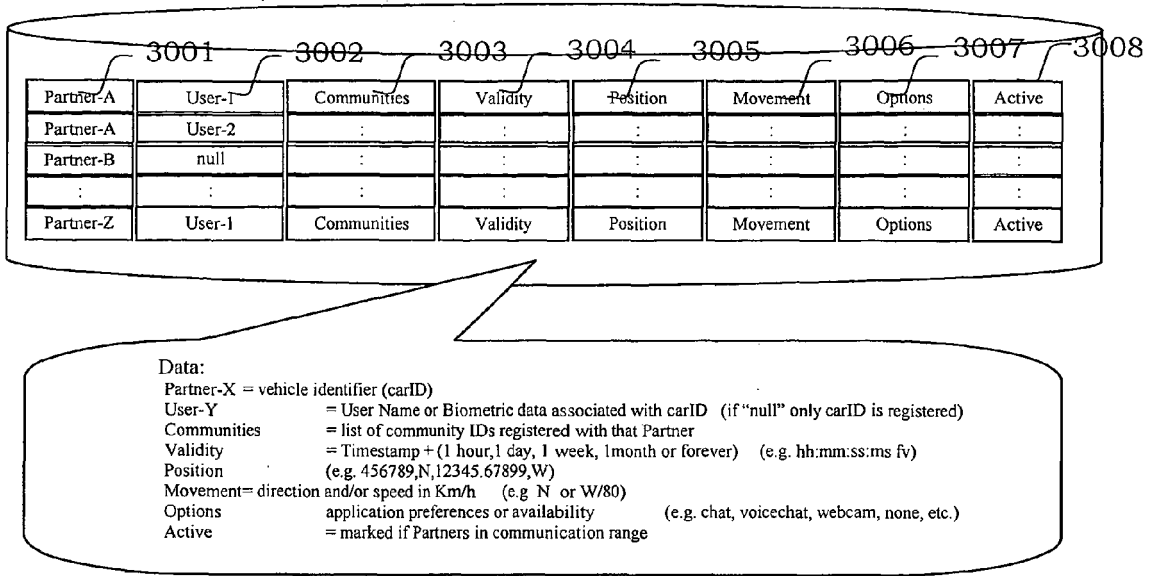 3001 3002 3003 3004 3005 3006 3007 3008
Partner-A User-1 Communities Validity Position Movement Options Active
Partner-A User-2 : : : : : :
Partner-B null : : : : : :
: : : : : : : :
Partner-Z User-1 Communities Validity Position Movement Options Active
Data:
Partner-X = vehicle identifier (carID)
User-Y = User Name or Biometric data associated with carID (if "null" only carID is registered)
Communities = list of community IDs registered with that Partner
Validity = Timestamp + (1 hour,1 day, 1 week, 1month or forever) (e.g. hh:mm:ss:ms fv)
Position (e.g. 456789,N,12345.67899,W)
Movement= direction and/or speed in Km/h (e.g N or W/80)
Options application preferences or availability (e.g. chat, voicechat, webcam, none, etc.)
Active = marked if Partners in communication range